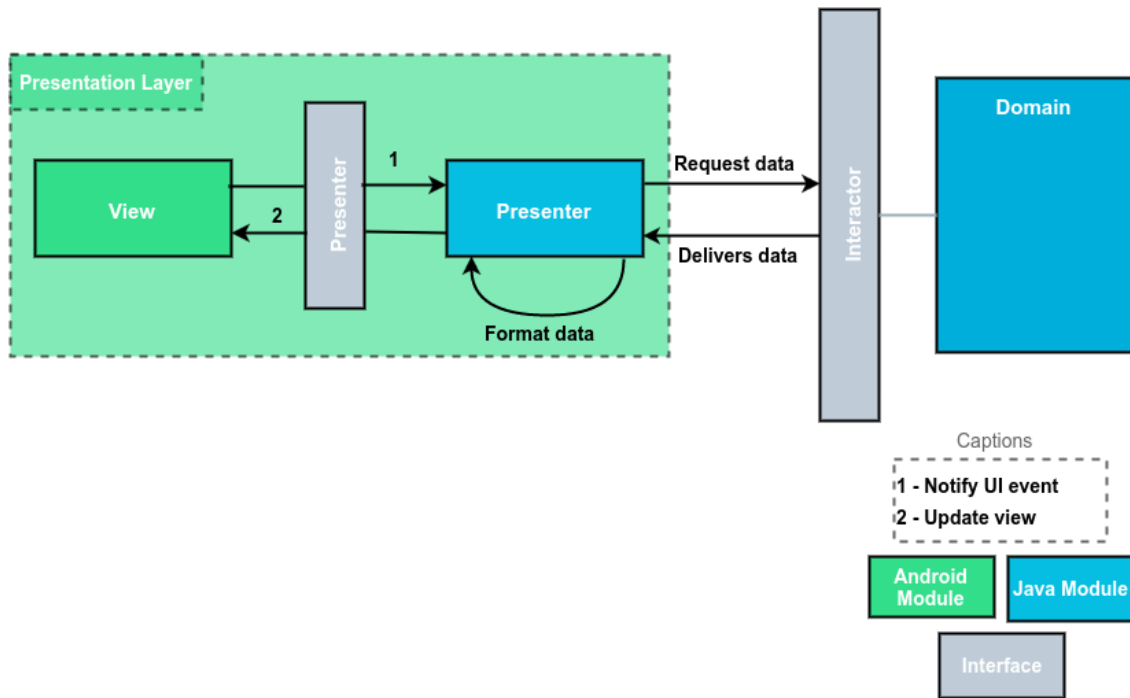 Presentation Layer
View
Presenter
1
2
Presenter
Format data
Request data
Delivers data
Interactor
Domain
Captions
1 - Notify UI event
2 - Update view
Android
Module
Java Module
Interface